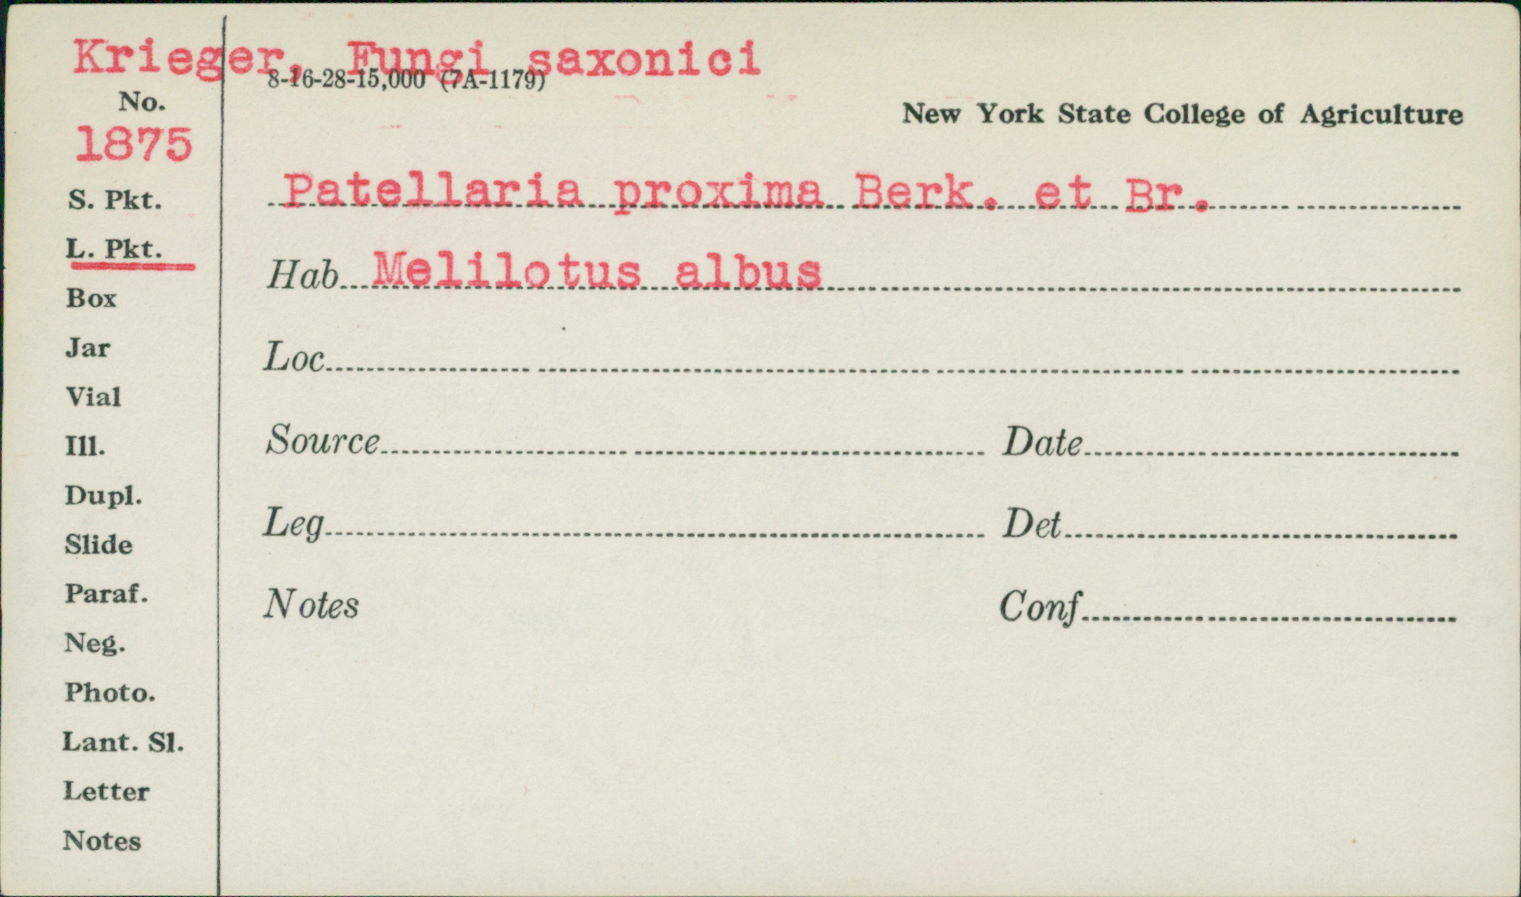 Krieger, Fungi saxonici
8-16-28-15,000 (7A-1179)
No.
New York State College of Agriculture
1875
Patellaria proxima Berk. et Br.
S. Pkt.
L. Pkt.
Hab Melilotus albus
Box
Jar
Loc
Vial
Ill.
Source Date
Dupl.
Leg Det
Slide
Paraf.
Notes Conf
Neg.
Photo.
Lant. Sl.
Letter
Notes